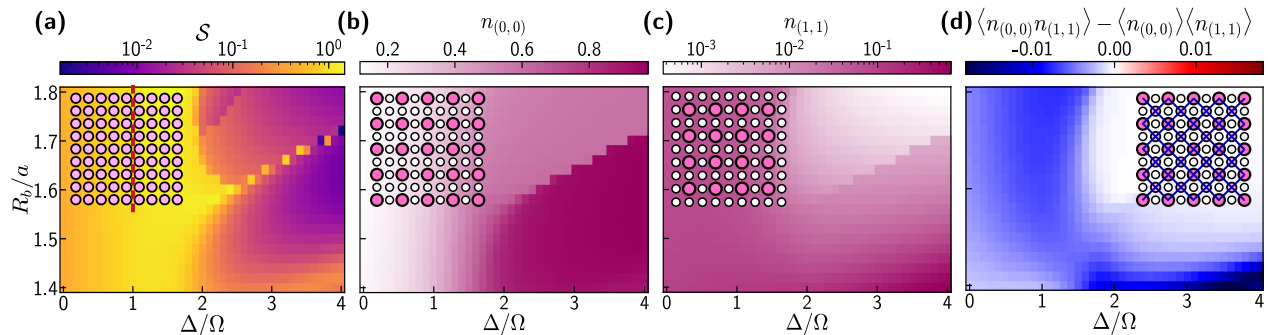 (a) 𝒮 (b) n_(0,0) (c) n_(1,1) (d) ⟨n_(0,0)n_(1,1)⟩ − ⟨n_(0,0)⟩⟨n_(1,1)⟩
10^-2 10^-1 10^0 0.2 0.4 0.6 0.8 10^-3 10^-2 10^-1 -0.01 0.00 0.01
1.8
1.7
1.6
1.5
1.4
R_b/a
0 1 2 3 4 0 1 2 3 4 0 1 2 3 4 0 1 2 3 4
Δ/Ω Δ/Ω Δ/Ω Δ/Ω